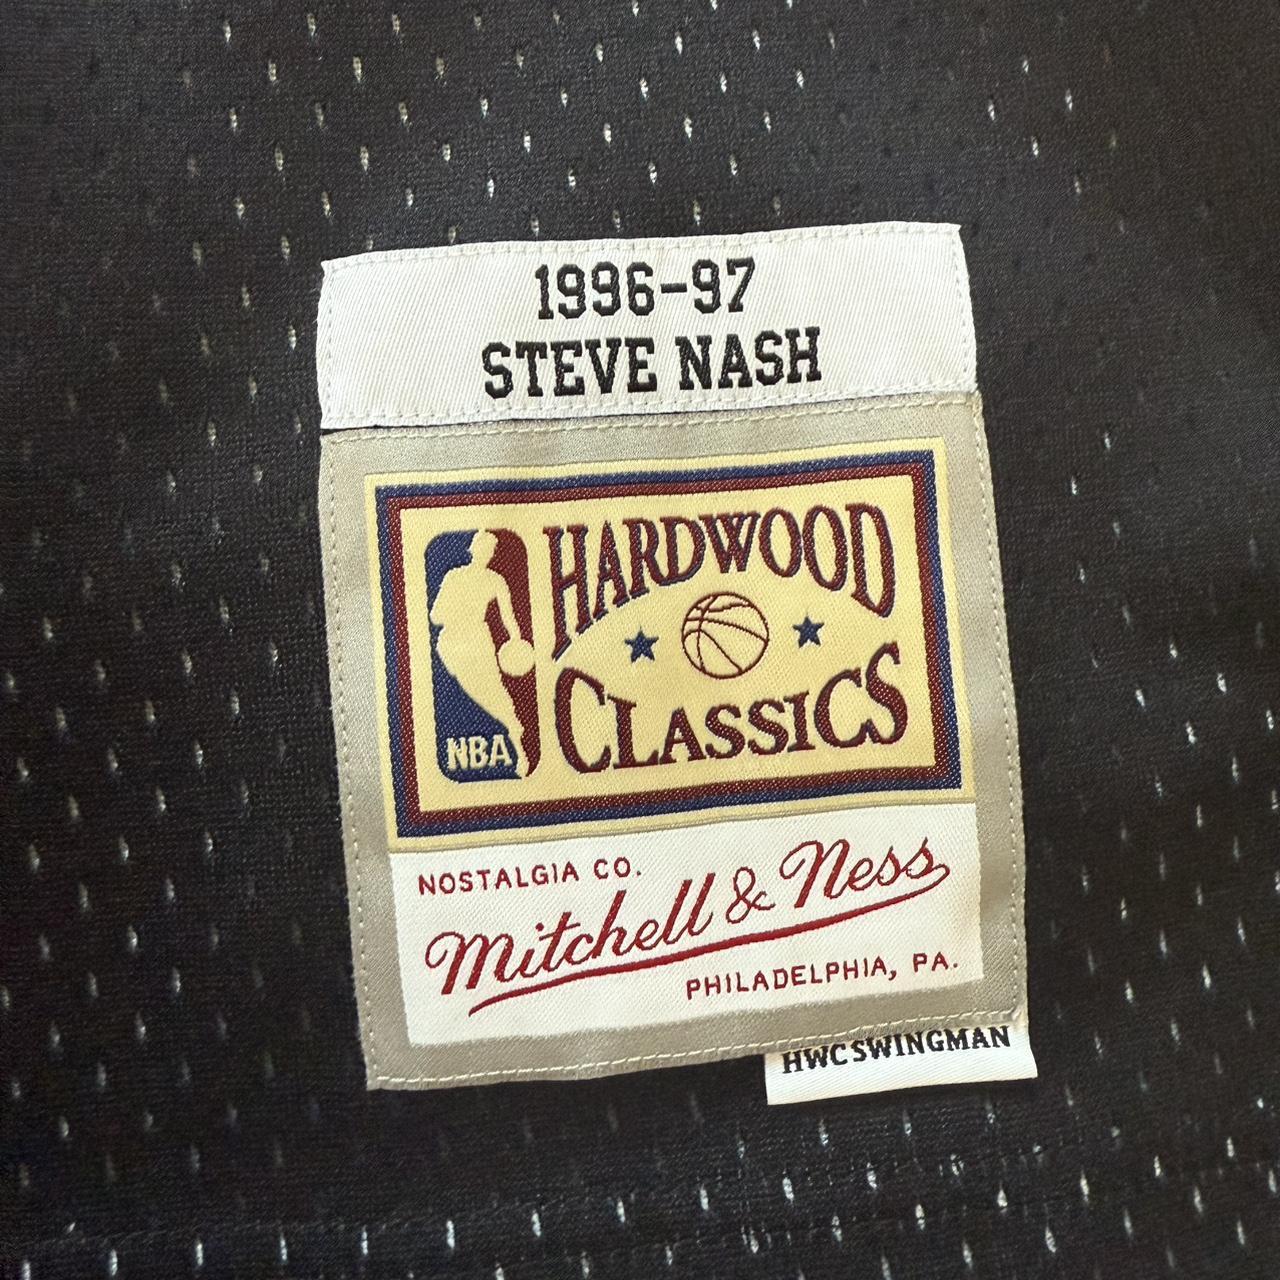 1996-97
STEVE NASH
HARDWOOD
CLASSICS
NBA
NOSTALGIA CO.
Mitchell & Ness
PHILADELPHIA, PA.
HWC SWINGMAN